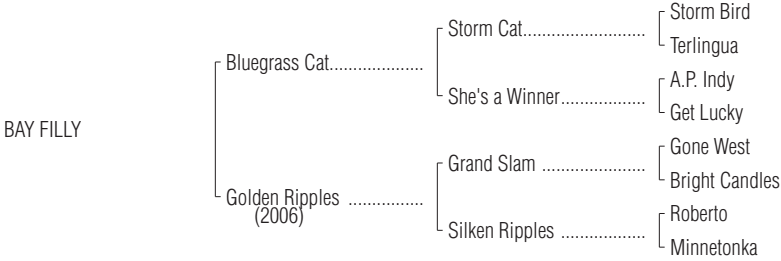 Storm Bird
Storm Cat..........................
Terlingua
Bluegrass Cat....................
A.P. Indy
She's a Winner..................
Get Lucky
BAY FILLY
Gone West
Grand Slam ......................
Bright Candles
Golden Ripples ................
(2006)
Roberto
Silken Ripples ..................
Minnetonka